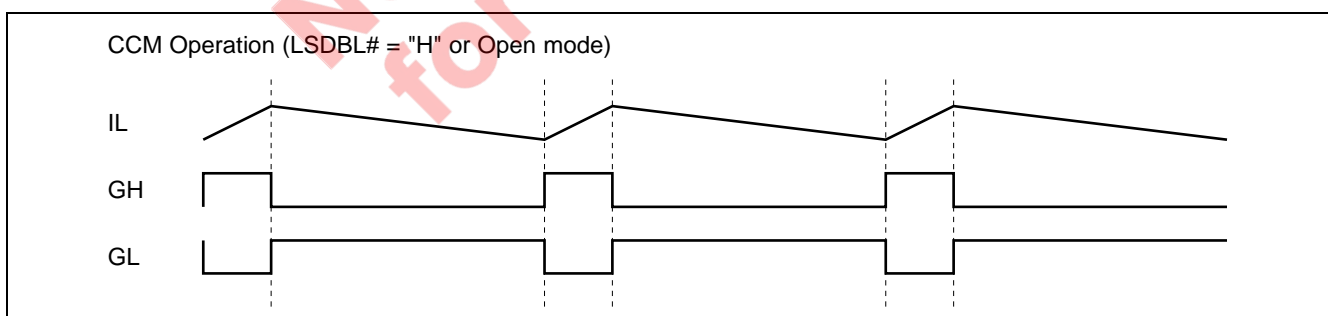 CCM Operation (LSDBL# = "H" or Open mode)
IL
GH
GL